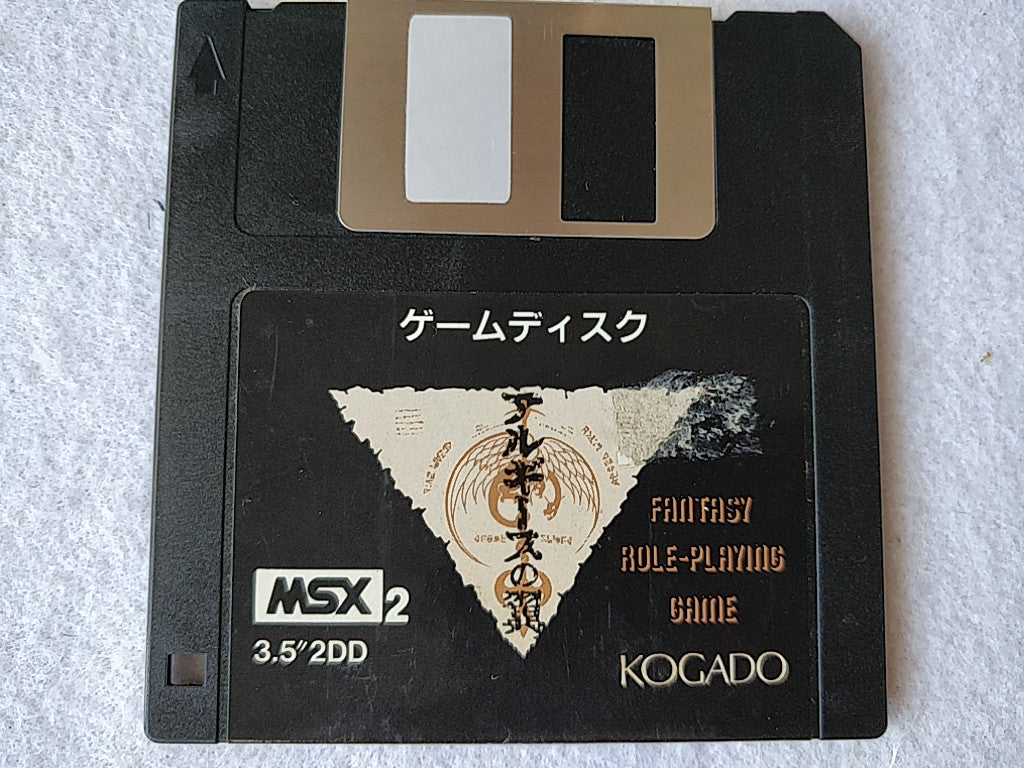 ゲームディスク
アルギースの翼
FANTASY
ROLE-PLAYING
GAME
MSX2
3.5″2DD
KOGADO